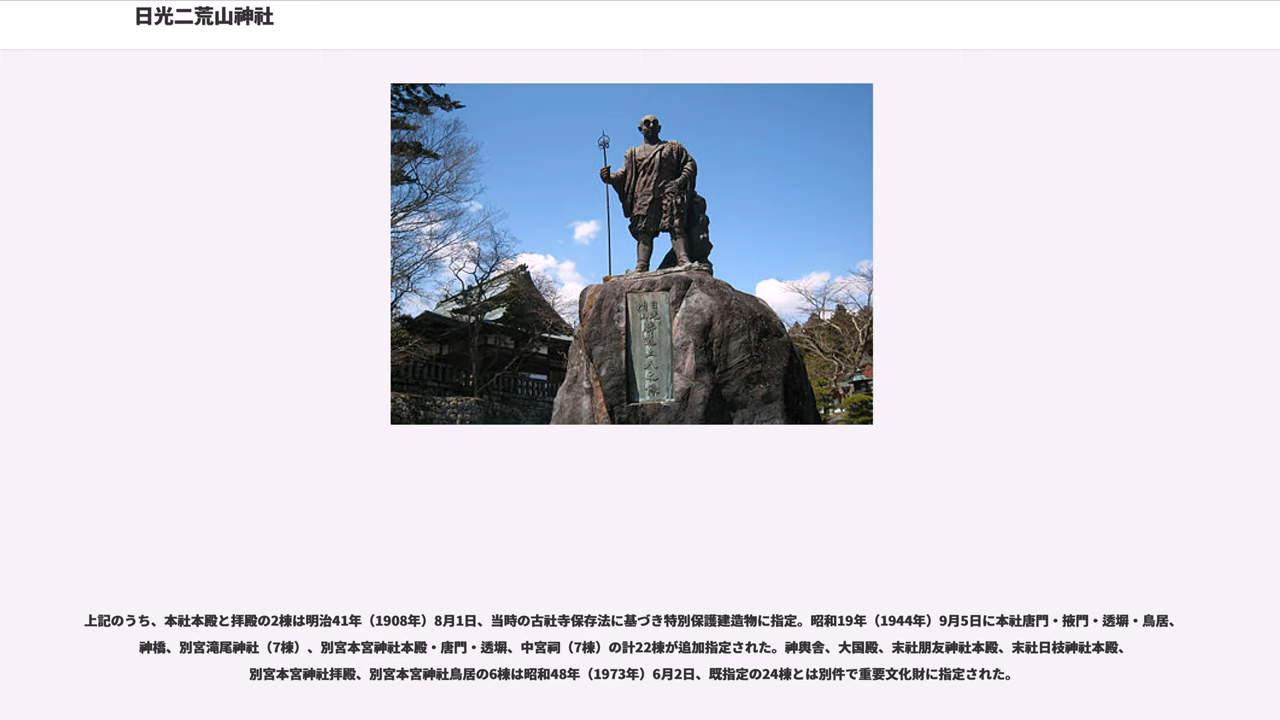 日光二荒山神社
上記のうち、本社本殿と拝殿の2棟は明治41年（1908年）8月1日、当時の古社寺保存法に基づき特別保護建造物に指定。昭和19年（1944年）9月5日に本社唐門・掖門・透塀・鳥居、
神橋、別宮滝尾神社（7棟）、別宮本宮神社本殿・唐門・透塀、中宮祠（7棟）の計22棟が追加指定された。神輿舎、大国殿、末社朋友神社本殿、末社日枝神社本殿、
別宮本宮神社拝殿、別宮本宮神社鳥居の6棟は昭和48年（1973年）6月2日、既指定の24棟とは別件で重要文化財に指定された。